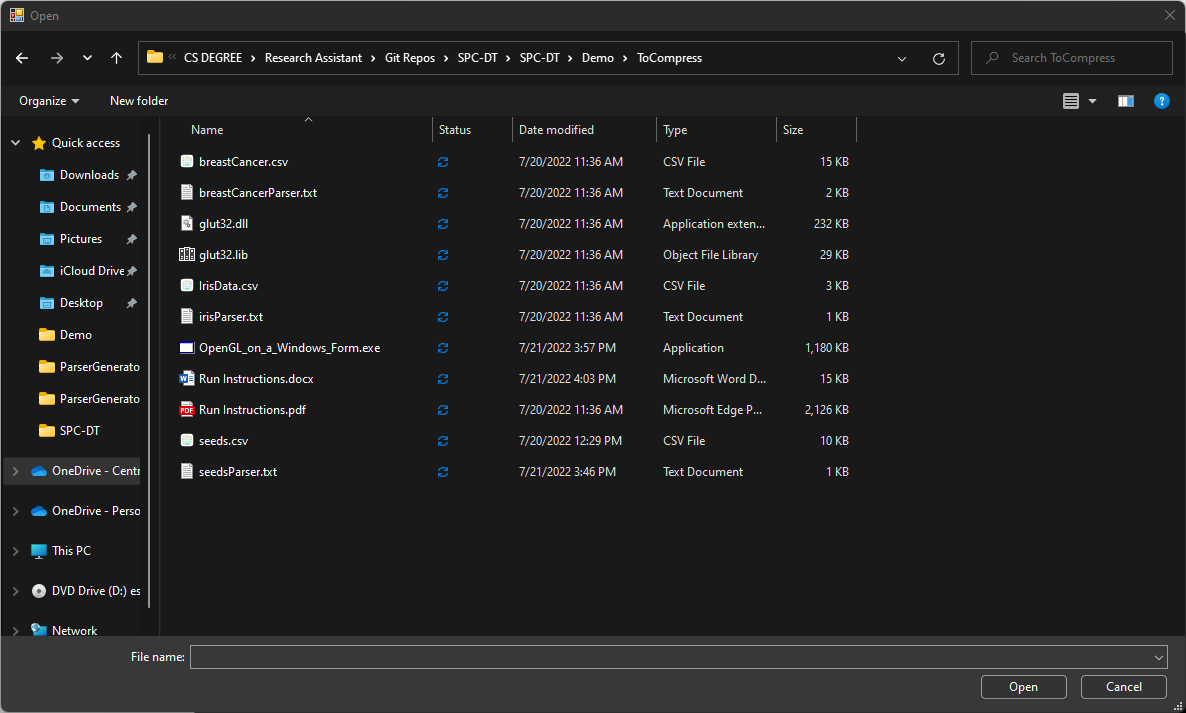 Open
CS DEGREE > Research Assistant > Git Repos > SPC-DT > SPC-DT > Demo > ToCompress
Search ToCompress
Organize
New folder
Name Status Date modified Type Size
Quick access
Downloads
Documents
Pictures
iCloud Drive
Desktop
Demo
ParserGenerato
ParserGenerato
SPC-DT
OneDrive - Centr
OneDrive - Perso
This PC
DVD Drive (D:) es
Network
breastCancer.csv 7/20/2022 11:36 AM CSV File 15 KB
breastCancerParser.txt 7/20/2022 11:36 AM Text Document 2 KB
glut32.dll 7/20/2022 11:36 AM Application exten... 232 KB
glut32.lib 7/20/2022 11:36 AM Object File Library 29 KB
IrisData.csv 7/20/2022 11:36 AM CSV File 3 KB
irisParser.txt 7/20/2022 11:36 AM Text Document 1 KB
OpenGL_on_a_Windows_Form.exe 7/21/2022 3:57 PM Application 1,180 KB
Run Instructions.docx 7/21/2022 4:03 PM Microsoft Word D... 15 KB
PDF Run Instructions.pdf 7/20/2022 11:36 AM Microsoft Edge P... 2,126 KB
seeds.csv 7/20/2022 12:29 PM CSV File 10 KB
seedsParser.txt 7/21/2022 3:46 PM Text Document 1 KB
File name:
Open
Cancel